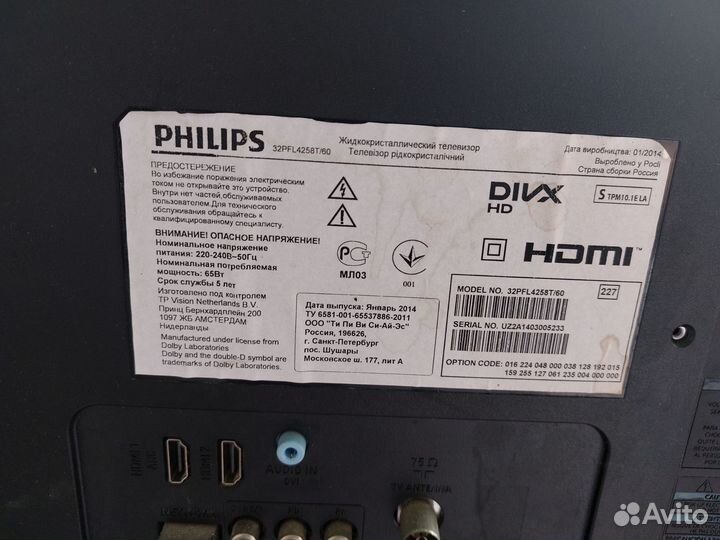 PHILIPS
32PFL4258T/60
Жидкокристаллический телевизор
Телевізор рідкокристалічний
Дата виробництва: 01/2014
Вироблено у Росії
Страна сборки Россия
ПРЕДОСТЕРЕЖЕНИЕ
Во избежание поражения электрическим
током не открывайте это устройство.
Внутри нет частей,обслуживаемых
пользователем.Для технического
обслуживания обращайтесь к
квалифицированному специалисту.
ВНИМАНИЕ! ОПАСНОЕ НАПРЯЖЕНИЕ!
Номинальное напряжение
питания: 220-240В~50Гц
Номинальная потребляемая
мощность: 65Вт
Срок службы 5 лет
Изготовлено под контролем
TP Vision Netherlands B.V.
Принц Бернхардплейн 200
1097 ЖБ АМСТЕРДАМ
Нидерланды
Manufactured under license from
Dolby Laboratories
Dolby and the double-D symbol are
trademarks of Dolby Laboratories.
МЛ03
001
DIVX
HD
S TPM10.1E LA
HDMI
Дата выпуска: Январь 2014
ТУ 6581-001-65537886-2011
ООО "Ти Пи Ви Си-Ай-Эс"
Россия, 196626,
г. Санкт-Петербург
пос. Шушары
Московское ш. 177, лит А
MODEL NO. 32PFL4258T/60
227
SERIAL NO. UZ2A1403005233
OPTION CODE: 016 224 048 000 038 128 192 015
159 255 127 061 235 004 000 000
HDMI 1
ARC
HDMI 2
AUDIO IN
DVI
75 Ω
TV ANTENNA
Avito